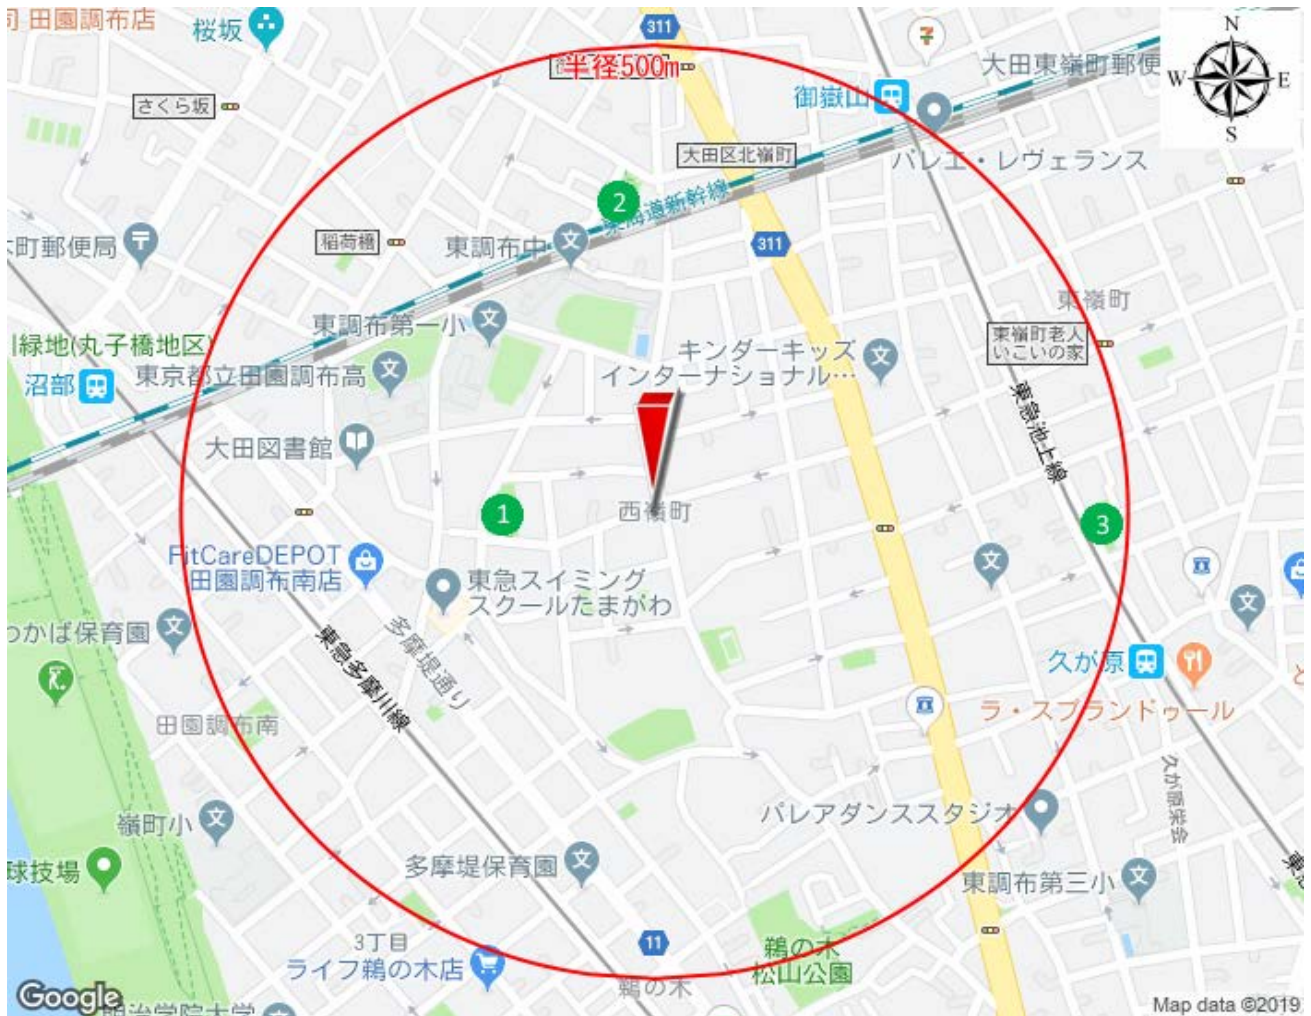 田園調布店
桜坂
311
半径500m
N
W
E
S
大田東嶺町郵便
御嶽山
さくら坂
大田区北嶺町
バレエ・レヴェランス
2
東海道新幹線
町郵便局
稲荷橋
東調布中
311
東嶺町
緑地(丸子橋地区)
東調布第一小
キンダーキッズ
インターナショナル…
東嶺町老人
いこいの家
沼部
東京都立田園調布高
大田図書館
東急池上線
1
西嶺町
3
FitCareDEPOT
田園調布南店
東急スイミング
スクールたまがわ
わかば保育園
東急多摩川線
多摩堤通り
久が原
ラ・スプランドゥール
田園調布南
久が原栄会
嶺町小
パレアダンススタジオ
球技場
多摩堤保育園
東調布第三小
11
3丁目
ライフ鵜の木店
鵜の木
松山公園
鵜の木
Google
明治学院大学
Map data ©2019